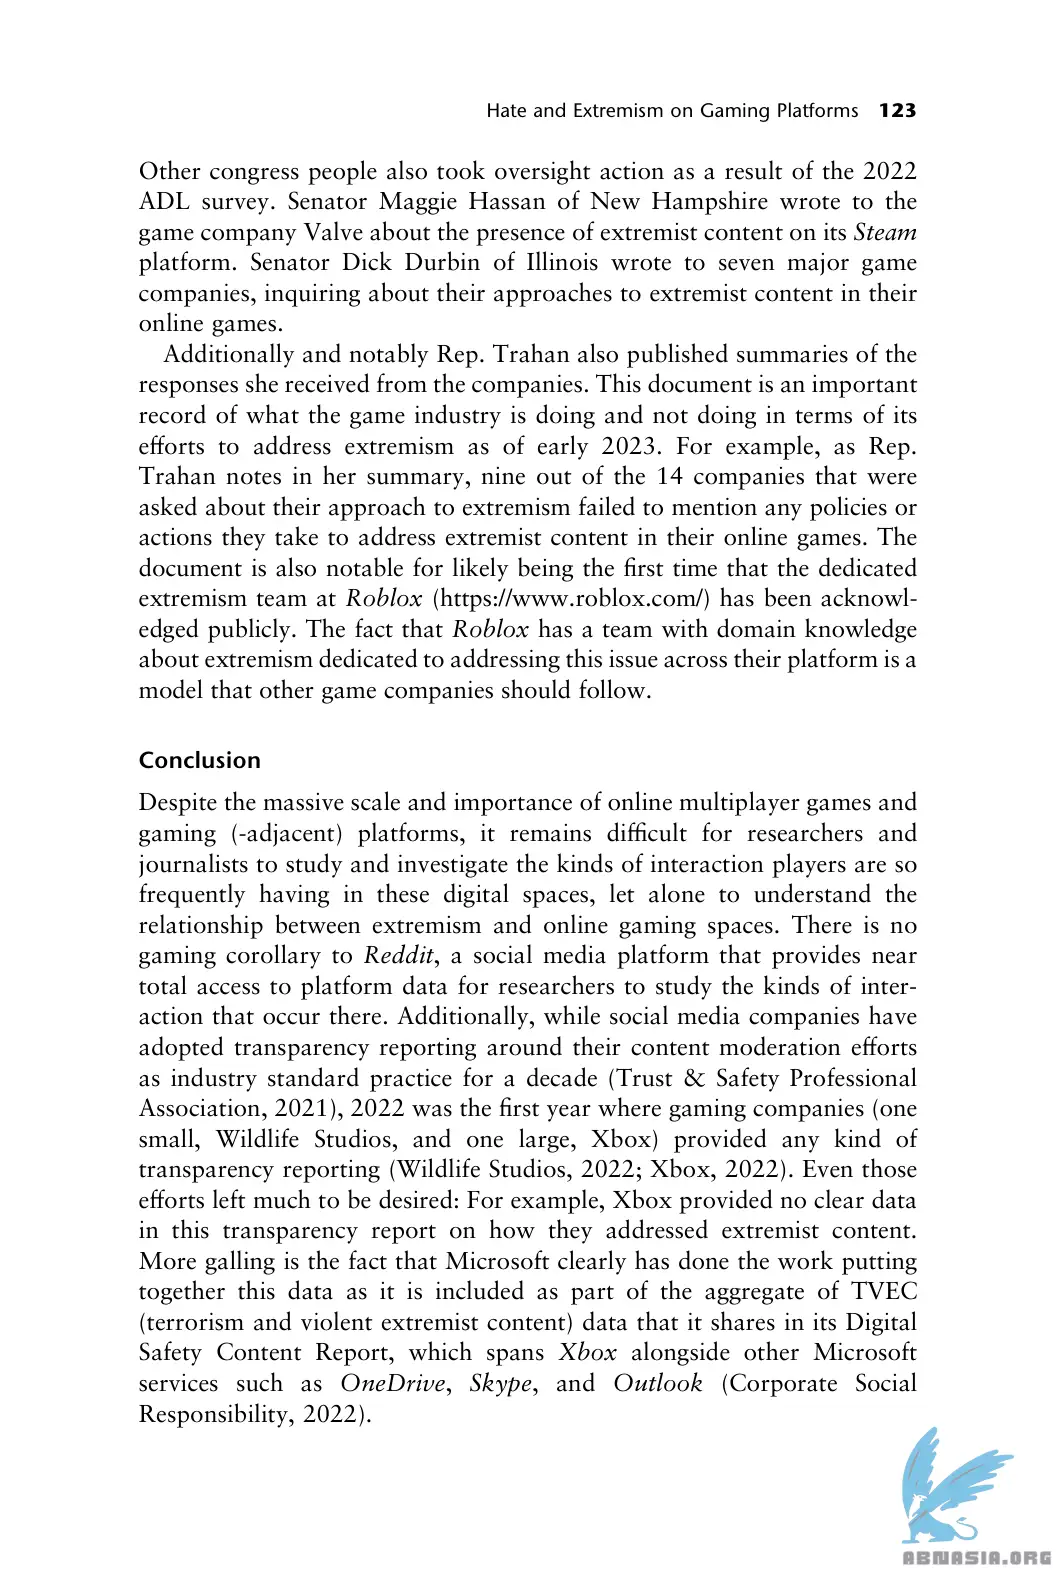 Hate and Extremism on Gaming Platforms 123
Other congress people also took oversight action as a result of the 2022
ADL survey. Senator Maggie Hassan of New Hampshire wrote to the
game company Valve about the presence of extremist content on its Steam
platform. Senator Dick Durbin of Illinois wrote to seven major game
companies, inquiring about their approaches to extremist content in their
online games.
Additionally and notably Rep. Trahan also published summaries of the
responses she received from the companies. This document is an important
record of what the game industry is doing and not doing in terms of its
efforts to address extremism as of early 2023. For example, as Rep.
Trahan notes in her summary, nine out of the 14 companies that were
asked about their approach to extremism failed to mention any policies or
actions they take to address extremist content in their online games. The
document is also notable for likely being the first time that the dedicated
extremism team at Roblox (https://www.roblox.com/) has been acknowl-
edged publicly. The fact that Roblox has a team with domain knowledge
about extremism dedicated to addressing this issue across their platform is a
model that other game companies should follow.
Conclusion
Despite the massive scale and importance of online multiplayer games and
gaming (-adjacent) platforms, it remains difficult for researchers and
journalists to study and investigate the kinds of interaction players are so
frequently having in these digital spaces, let alone to understand the
relationship between extremism and online gaming spaces. There is no
gaming corollary to Reddit, a social media platform that provides near
total access to platform data for researchers to study the kinds of inter-
action that occur there. Additionally, while social media companies have
adopted transparency reporting around their content moderation efforts
as industry standard practice for a decade (Trust & Safety Professional
Association, 2021), 2022 was the first year where gaming companies (one
small, Wildlife Studios, and one large, Xbox) provided any kind of
transparency reporting (Wildlife Studios, 2022; Xbox, 2022). Even those
efforts left much to be desired: For example, Xbox provided no clear data
in this transparency report on how they addressed extremist content.
More galling is the fact that Microsoft clearly has done the work putting
together this data as it is included as part of the aggregate of TVEC
(terrorism and violent extremist content) data that it shares in its Digital
Safety Content Report, which spans Xbox alongside other Microsoft
services such as OneDrive, Skype, and Outlook (Corporate Social
Responsibility, 2022).
ABNASIA.ORG